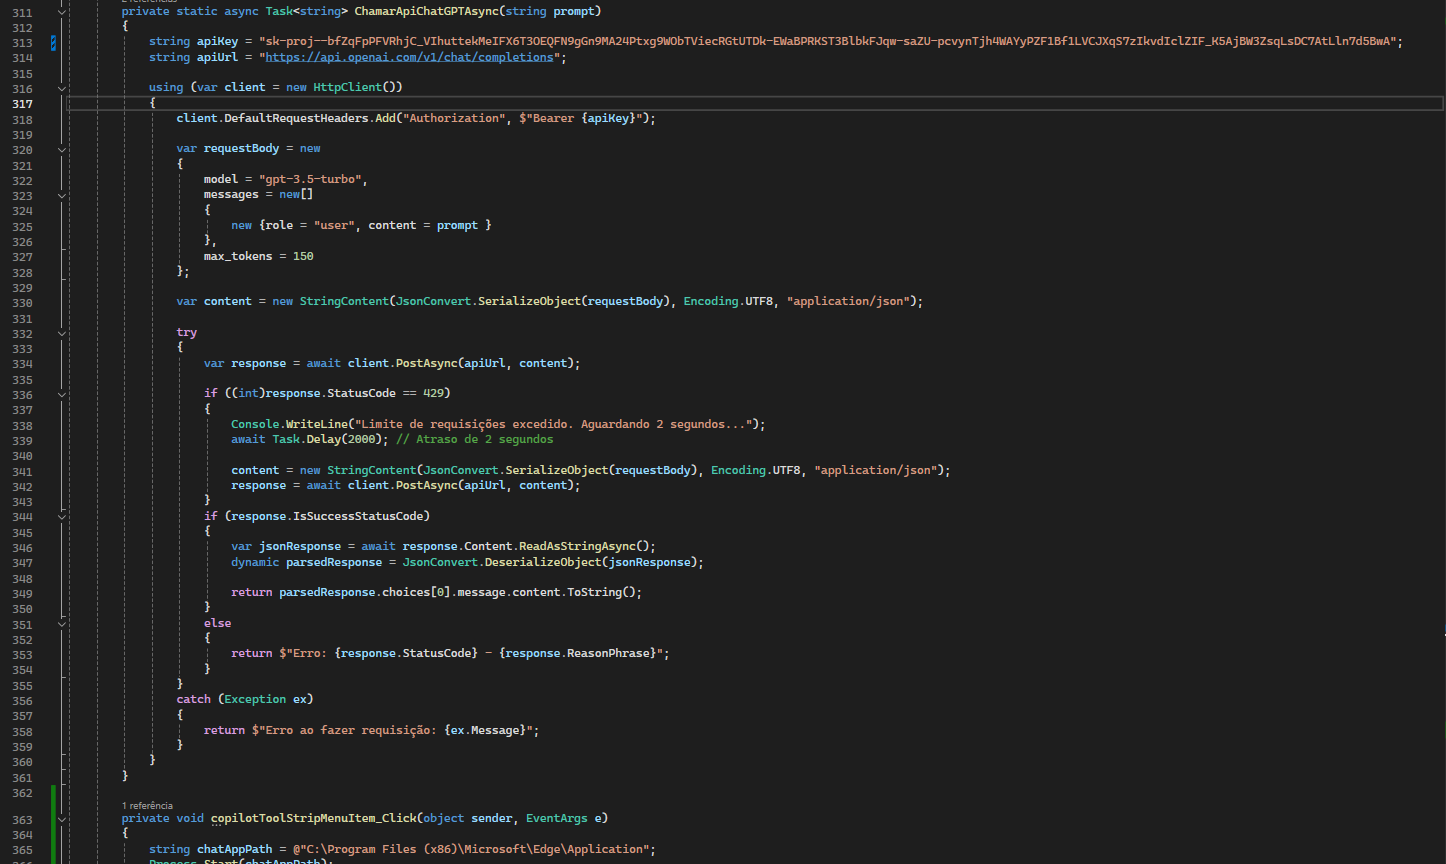 2 referências
311 private static async Task<string> ChamarApiChatGPTAsync(string prompt)
312 {
313 string apiKey = "";
314 string apiUrl = "https://api.openai.com/v1/chat/completions";
315
316 using (var client = new HttpClient())
317 {
318 client.DefaultRequestHeaders.Add("Authorization", $"Bearer {apiKey}");
319
320 var requestBody = new
321 {
322 model = "gpt-3.5-turbo",
323 messages = new[]
324 {
325 new {role = "user", content = prompt }
326 },
327 max_tokens = 150
328 };
329
330 var content = new StringContent(JsonConvert.SerializeObject(requestBody), Encoding.UTF8, "application/json");
331
332 try
333 {
334 var response = await client.PostAsync(apiUrl, content);
335
336 if ((int)response.StatusCode == 429)
337 {
338 Console.WriteLine("Limite de requisições excedido. Aguardando 2 segundos...");
339 await Task.Delay(2000); // Atraso de 2 segundos
340
341 content = new StringContent(JsonConvert.SerializeObject(requestBody), Encoding.UTF8, "application/json");
342 response = await client.PostAsync(apiUrl, content);
343 }
344 if (response.IsSuccessStatusCode)
345 {
346 var jsonResponse = await response.Content.ReadAsStringAsync();
347 dynamic parsedResponse = JsonConvert.DeserializeObject(jsonResponse);
348
349 return parsedResponse.choices[0].message.content.ToString();
350 }
351 else
352 {
353 return $"Erro: {response.StatusCode} - {response.ReasonPhrase}";
354 }
355 }
356 catch (Exception ex)
357 {
358 return $"Erro ao fazer requisição: {ex.Message}";
359 }
360 }
361 }
362
1 referência
363 private void copilotToolStripMenuItem_Click(object sender, EventArgs e)
364 {
365 string chatAppPath = @"C:\Program Files (x86)\Microsoft\Edge\Application";
366 Process.Start(chatAppPath);